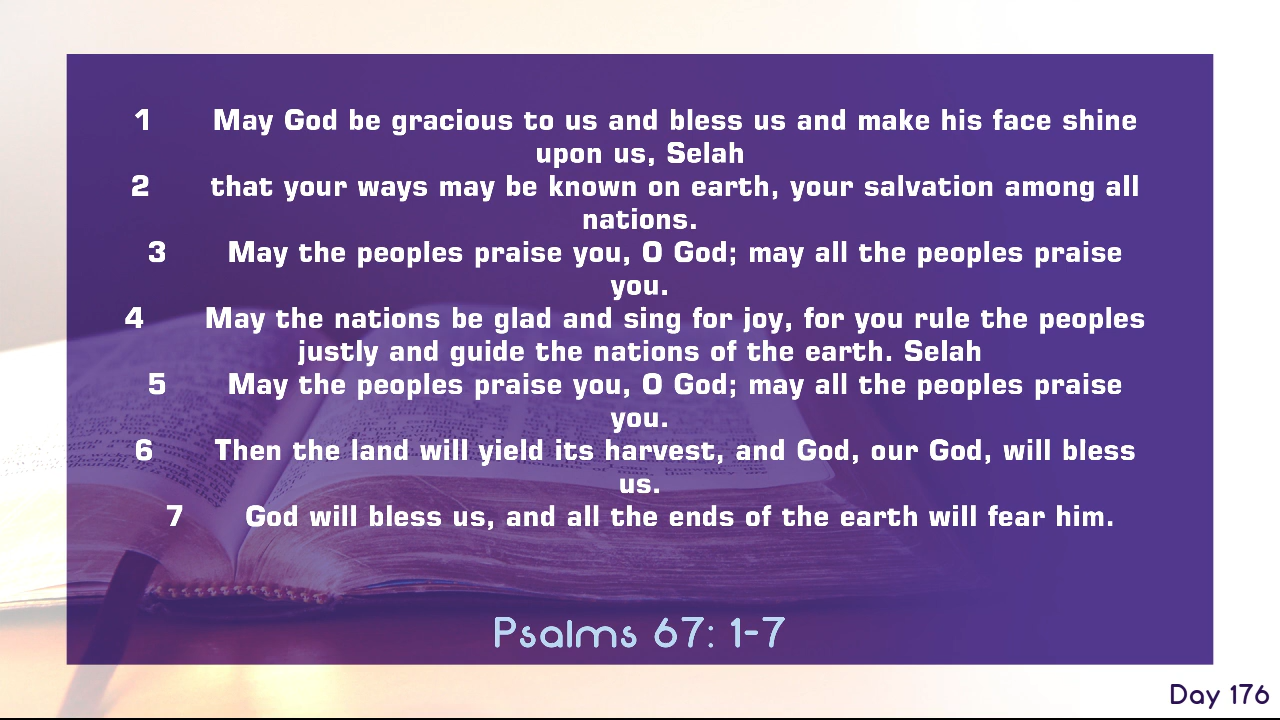 1 May God be gracious to us and bless us and make his face shine
upon us, Selah
2 that your ways may be known on earth, your salvation among all
nations.
3 May the peoples praise you, O God; may all the peoples praise
you.
4 May the nations be glad and sing for joy, for you rule the peoples
justly and guide the nations of the earth. Selah
5 May the peoples praise you, O God; may all the peoples praise
you.
6 Then the land will yield its harvest, and God, our God, will bless
us.
7 God will bless us, and all the ends of the earth will fear him.
Psalms 67: 1-7
Day 176